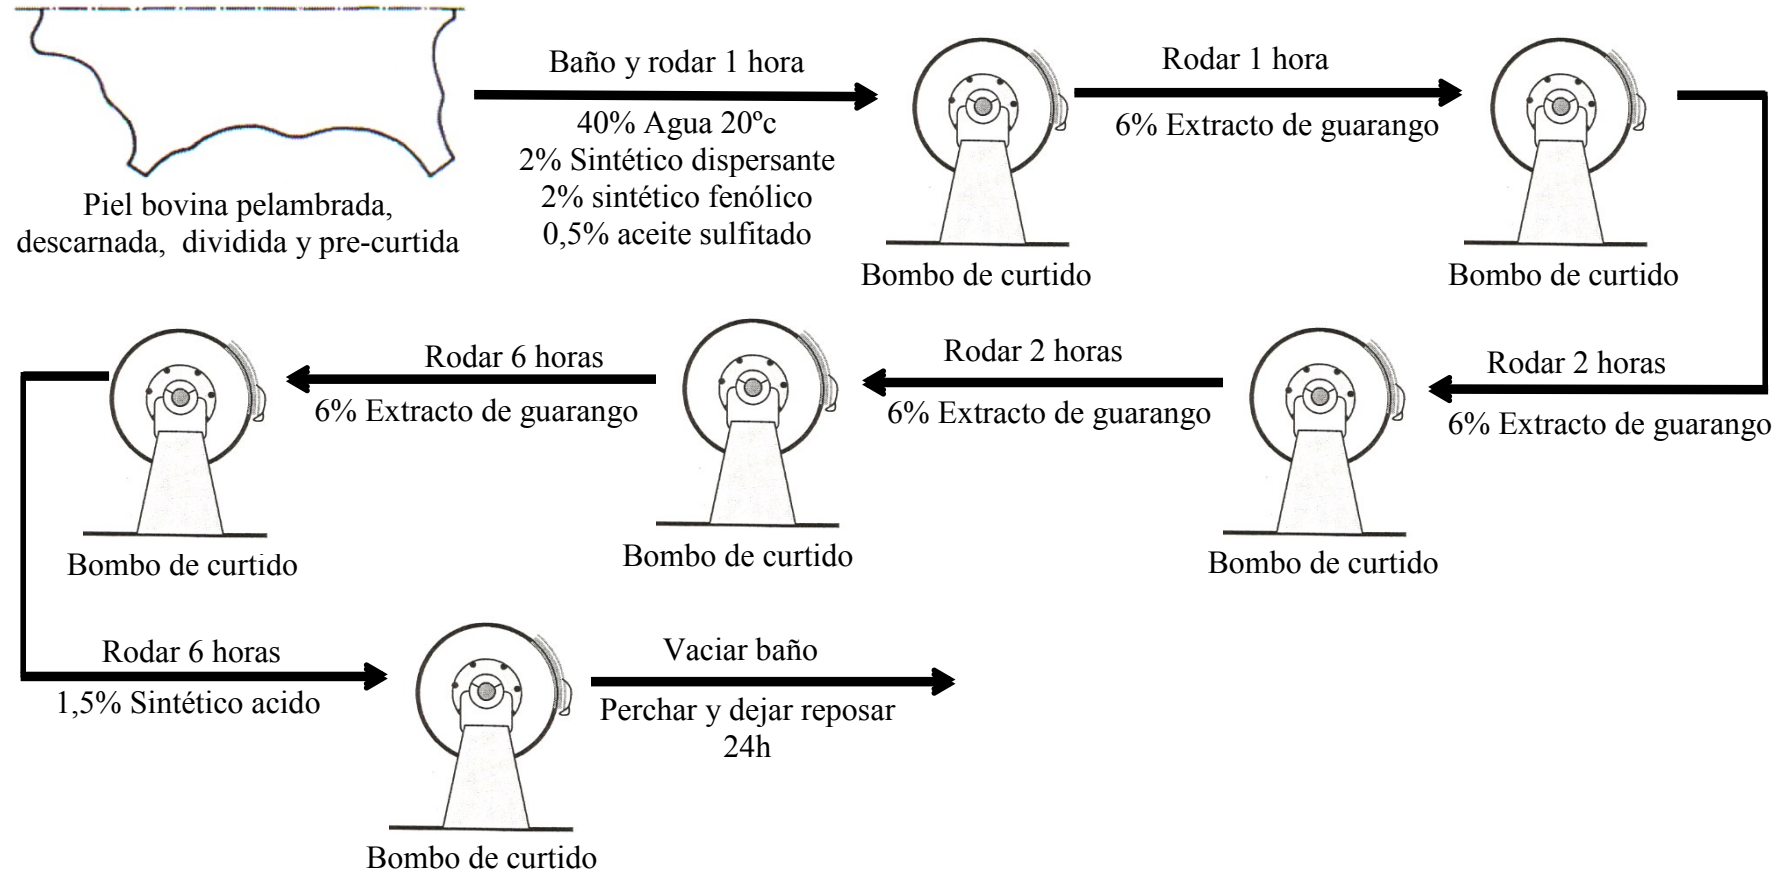 Piel bovina pelambrada,
descarnada, dividida y pre-curtida
Baño y rodar 1 hora
40% Agua 20ºc
2% Sintético dispersante
2% sintético fenólico
0,5% aceite sulfitado
Bombo de curtido
Rodar 1 hora
6% Extracto de guarango
Bombo de curtido
Rodar 2 horas
6% Extracto de guarango
Bombo de curtido
Rodar 2 horas
6% Extracto de guarango
Bombo de curtido
Rodar 6 horas
6% Extracto de guarango
Bombo de curtido
Rodar 6 horas
1,5% Sintético acido
Bombo de curtido
Vaciar baño
Perchar y dejar reposar
24h